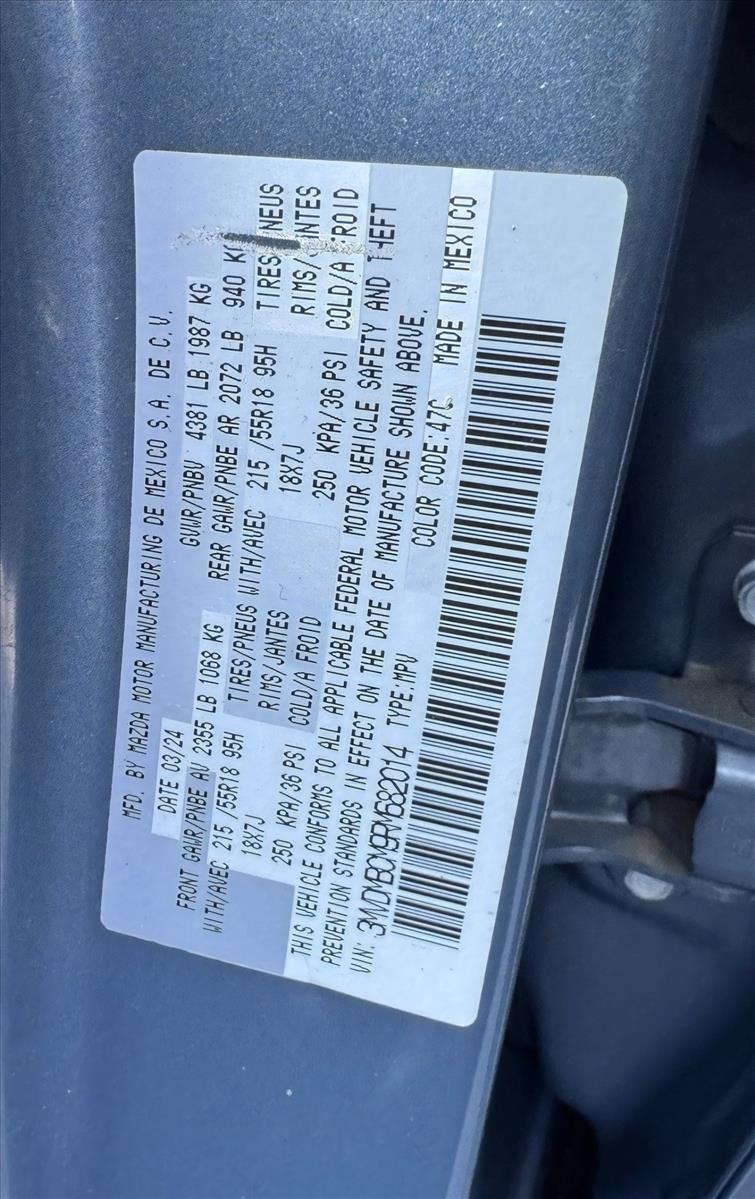 MFD. BY MAZDA MOTOR MANUFACTURING DE MEXICO S.A. DE C.V.
DATE 03/24 GVWR/PNBV 4381 LB 1987 KG
FRONT GAWR/PNBE AV 2355 LB 1068 KG REAR GAWR/PNBE AR 2072 LB 940 KG
WITH/AVEC 215 /55R18 95H TIRES/PNEUS WITH/AVEC 215 /55R18 95H TIRES/PNEUS
18X7J RIMS/JANTES 18X7J RIMS/JANTES
250 KPA/36 PSI COLD/A FROID 250 KPA/36 PSI COLD/A FROID
THIS VEHICLE CONFORMS TO ALL APPLICABLE FEDERAL MOTOR VEHICLE SAFETY AND THEFT
PREVENTION STANDARDS IN EFFECT ON THE DATE OF MANUFACTURE SHOWN ABOVE.
VIN: 3MVDMBCM9RM682014 TYPE:MPV COLOR CODE:47C MADE IN MEXICO